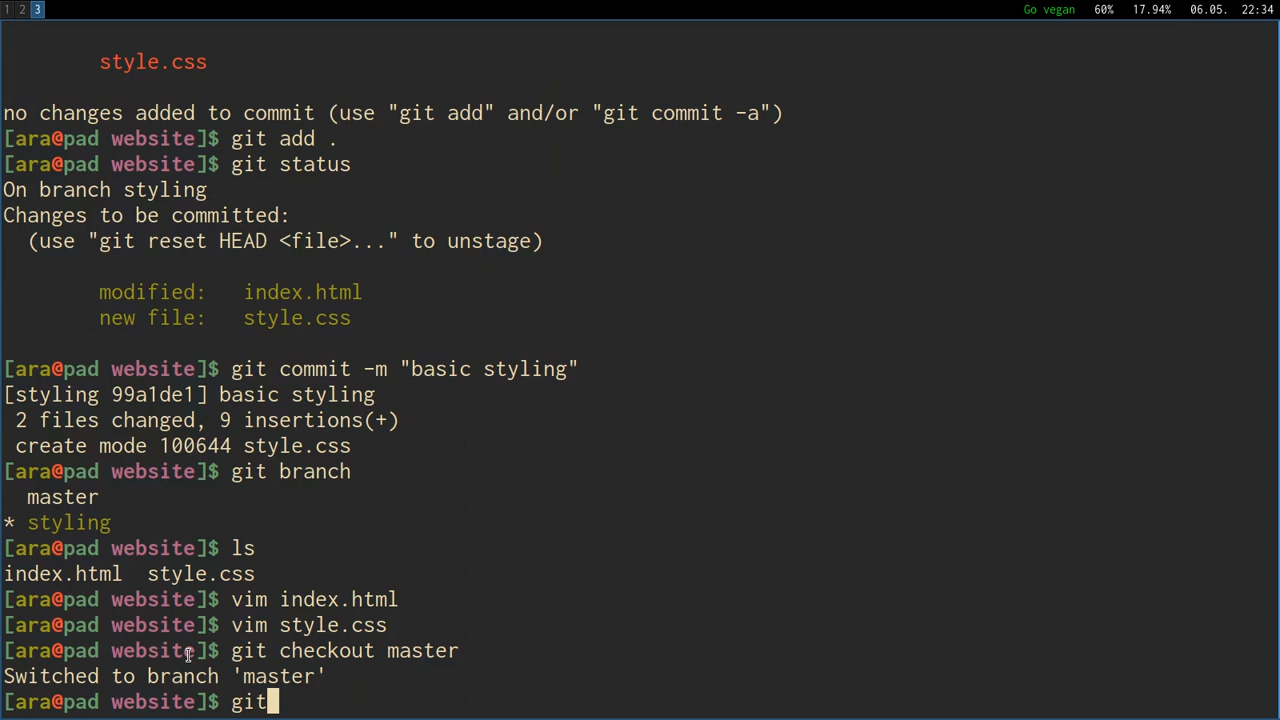 1 2 3 Go vegan 60% 17.94% 06.05. 22:34
style.css
no changes added to commit (use "git add" and/or "git commit -a")
[ara@pad website]$ git add .
[ara@pad website]$ git status
On branch styling
Changes to be committed:
(use "git reset HEAD <file>..." to unstage)
modified: index.html
new file: style.css
[ara@pad website]$ git commit -m "basic styling"
[styling 99a1de1] basic styling
2 files changed, 9 insertions(+)
create mode 100644 style.css
[ara@pad website]$ git branch
master
* styling
[ara@pad website]$ ls
index.html style.css
[ara@pad website]$ vim index.html
[ara@pad website]$ vim style.css
[ara@pad website]$ git checkout master
Switched to branch 'master'
[ara@pad website]$ git